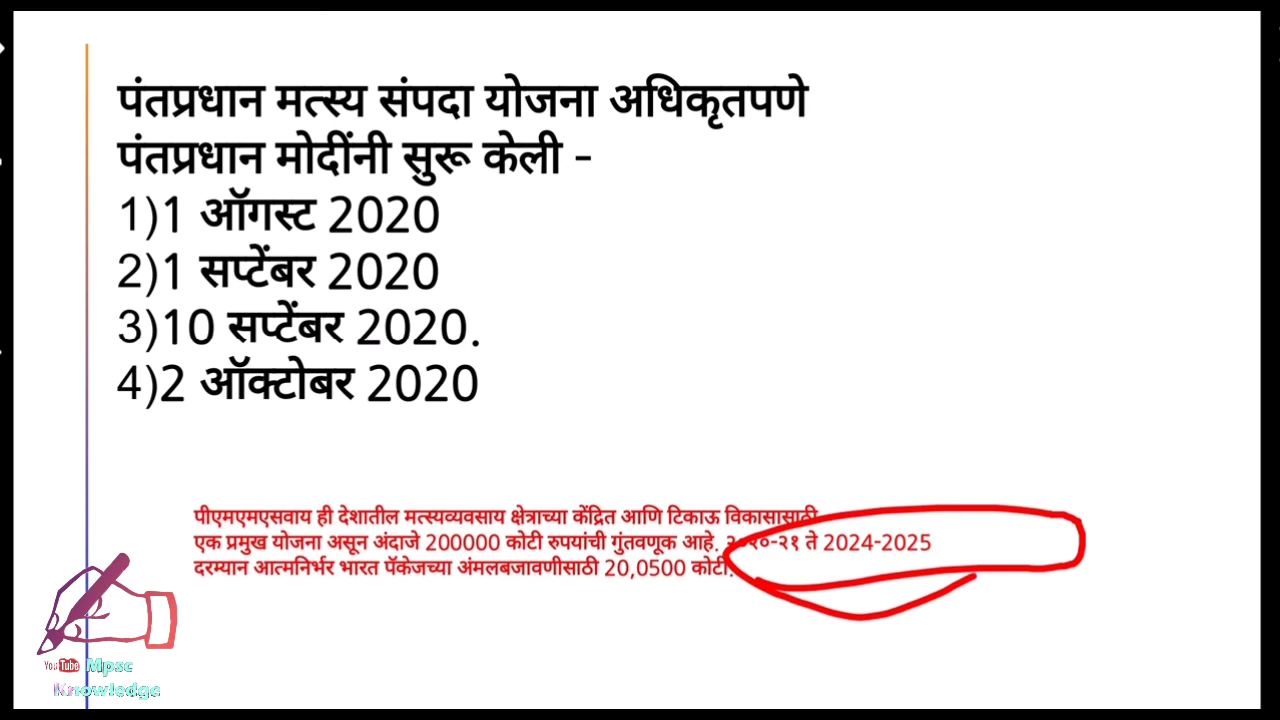 पंतप्रधान मत्स्य संपदा योजना अधिकृतपणे
पंतप्रधान मोदींनी सुरू केली -
1)1 ऑगस्ट 2020
2)1 सप्टेंबर 2020
3)10 सप्टेंबर 2020.
4)2 ऑक्टोबर 2020
पीएमएमएसवाय ही देशातील मत्स्यव्यवसाय क्षेत्राच्या केंद्रित आणि टिकाऊ विकासासाठी
एक प्रमुख योजना असून अंदाजे 200000 कोटी रुपयांची गुंतवणूक आहे. २०२०-२१ ते 2024-2025
दरम्यान आत्मनिर्भर भारत पॅकेजच्या अंमलबजावणीसाठी 20,0500 कोटी.
YouTube Mpsc
Knowledge